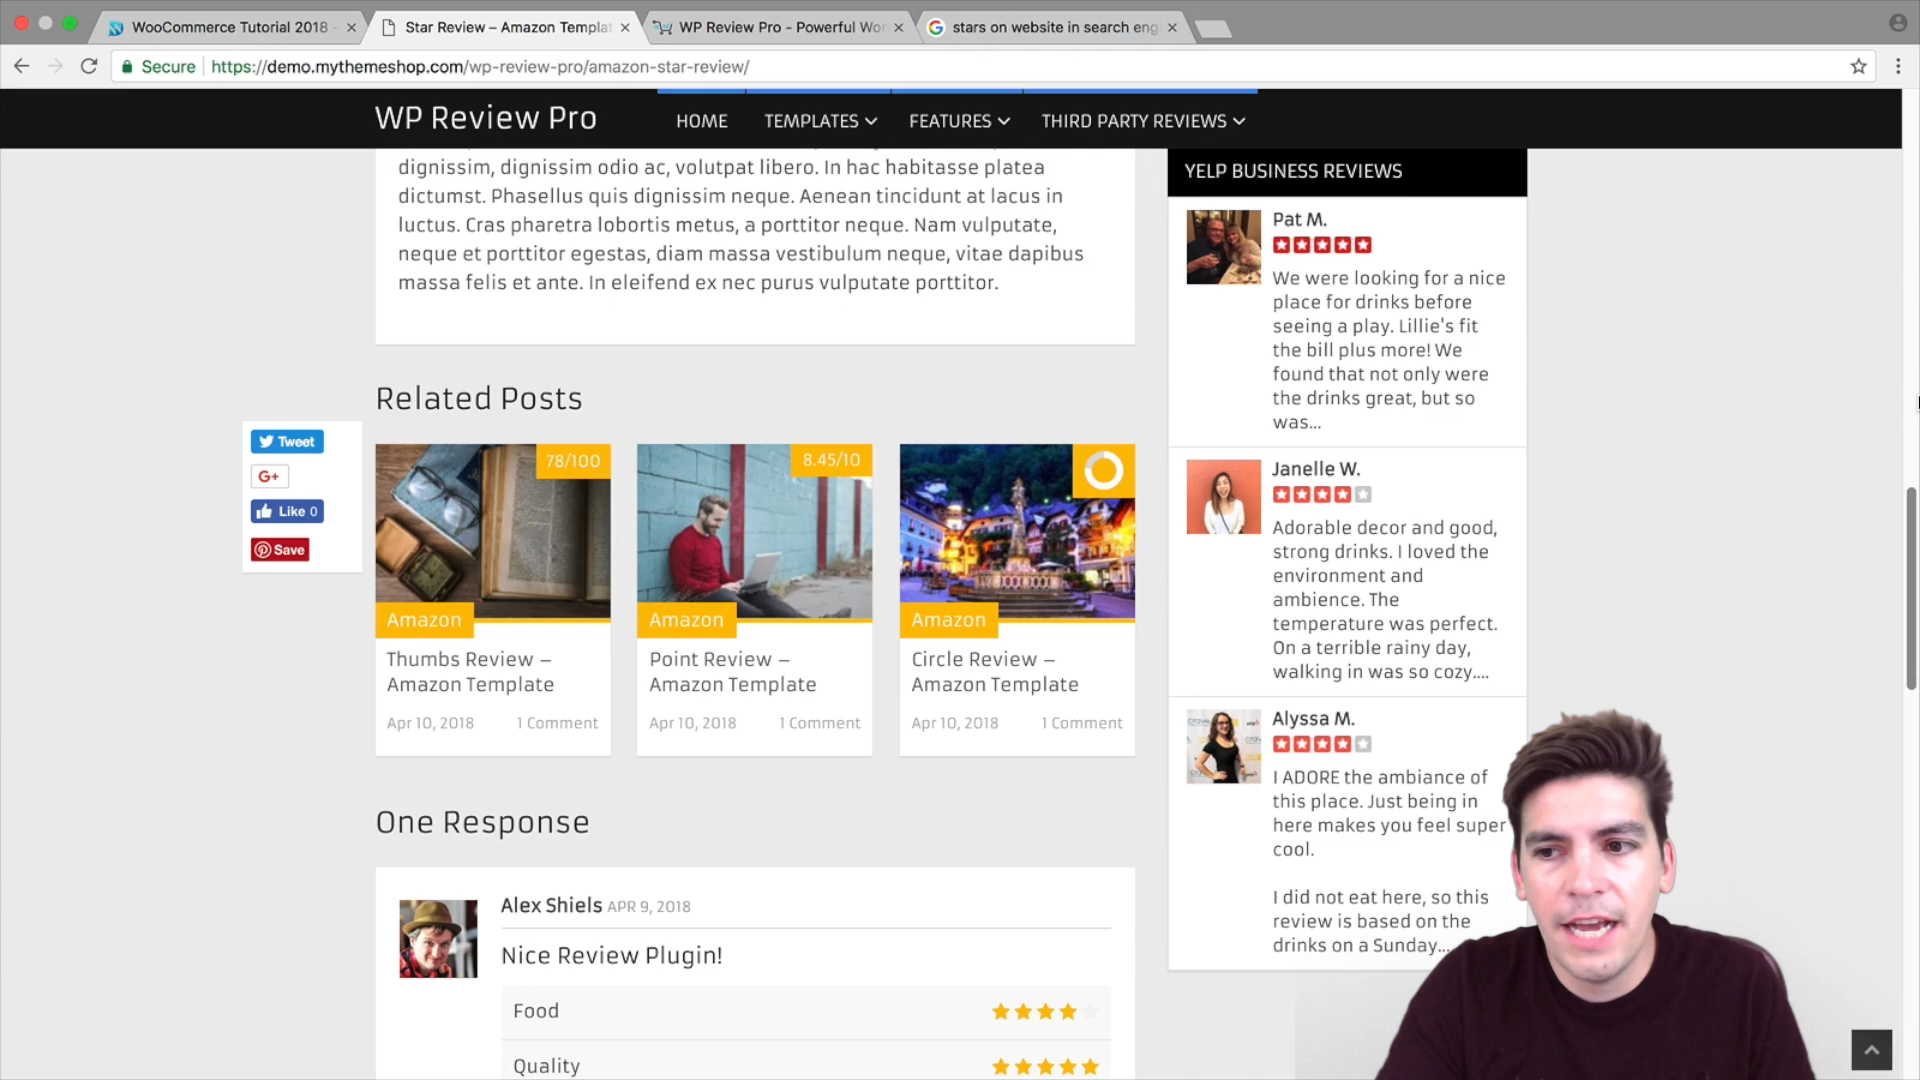 WooCommerce Tutorial 2018 -
Star Review – Amazon Templat
WP Review Pro - Powerful Wor
stars on website in search eng
Secure
https://demo.mythemeshop.com/wp-review-pro/amazon-star-review/
WP Review Pro
HOME
TEMPLATES
FEATURES
THIRD PARTY REVIEWS
dignissim, dignissim odio ac, volutpat libero. In hac habitasse platea
dictumst. Phasellus quis dignissim neque. Aenean tincidunt at lacus in
luctus. Cras pharetra lobortis metus, a porttitor neque. Nam vulputate,
neque et porttitor egestas, diam massa vestibulum neque, vitae dapibus
massa felis et ante. In eleifend ex nec purus vulputate porttitor.
Related Posts
Tweet
G+
Like 0
Save
78/100
Amazon
Thumbs Review –
Amazon Template
Apr 10, 2018
1 Comment
8.45/10
Amazon
Point Review –
Amazon Template
Apr 10, 2018
1 Comment
Amazon
Circle Review –
Amazon Template
Apr 10, 2018
1 Comment
One Response
Alex Shiels APR 9, 2018
Nice Review Plugin!
Food
Quality
YELP BUSINESS REVIEWS
Pat M.
We were looking for a nice
place for drinks before
seeing a play. Lillie's fit
the bill plus more! We
found that not only were
the drinks great, but so
was...
Janelle W.
Adorable decor and good,
strong drinks. I loved the
environment and
ambience. The
temperature was perfect.
On a terrible rainy day,
walking in was so cozy....
Alyssa M.
I ADORE the ambiance of
this place. Just being in
here makes you feel super
cool.
I did not eat here, so this
review is based on the
drinks on a Sunday...